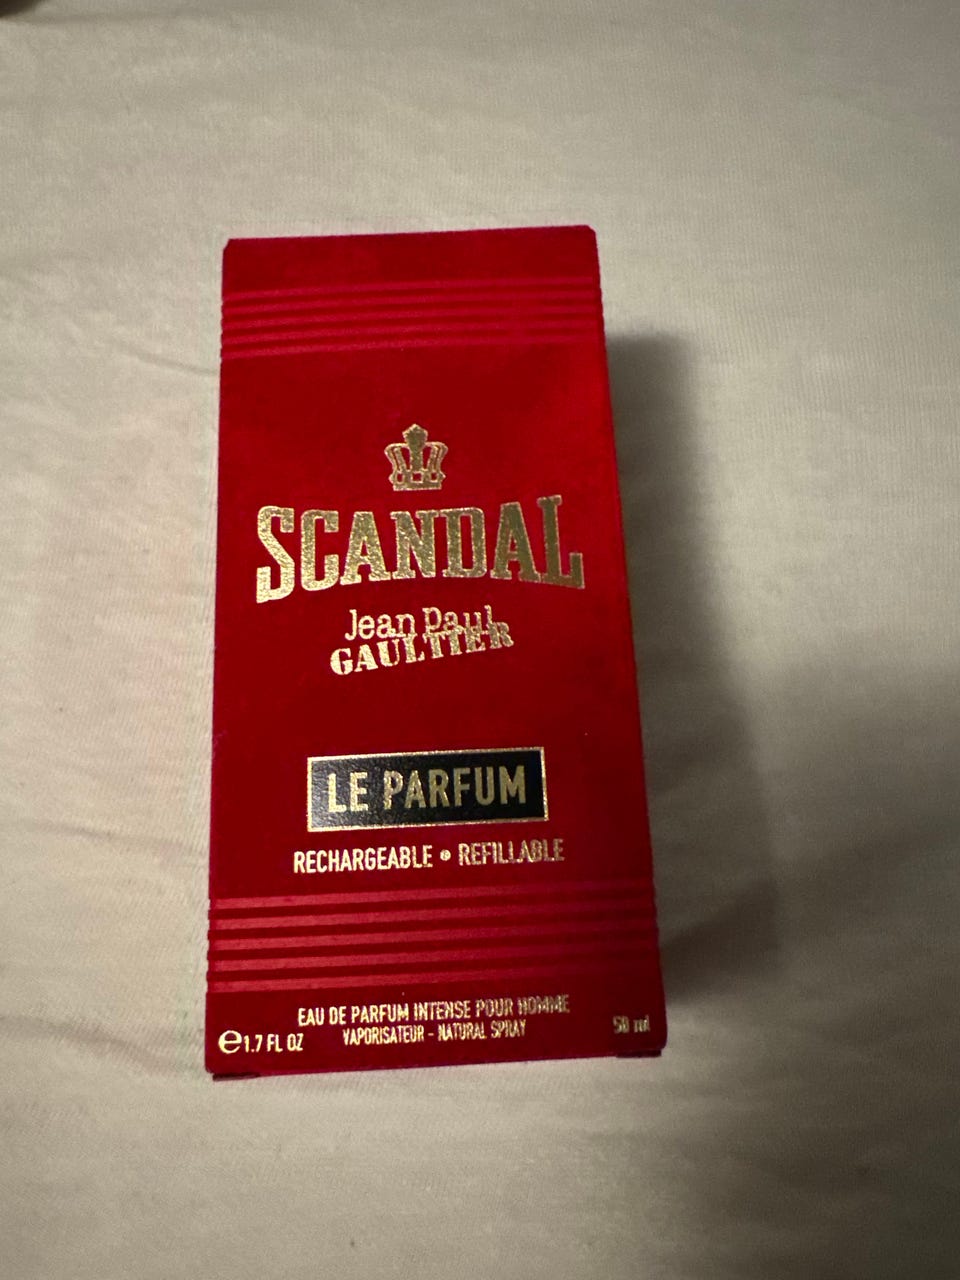 SCANDAL
Jean Paul
GAULTIER
LE PARFUM
RECHARGEABLE • REFILLABLE
EAU DE PARFUM INTENSE POUR HOMME
VAPORISATEUR - NATURAL SPRAY
℮1.7 FL OZ
50 ml